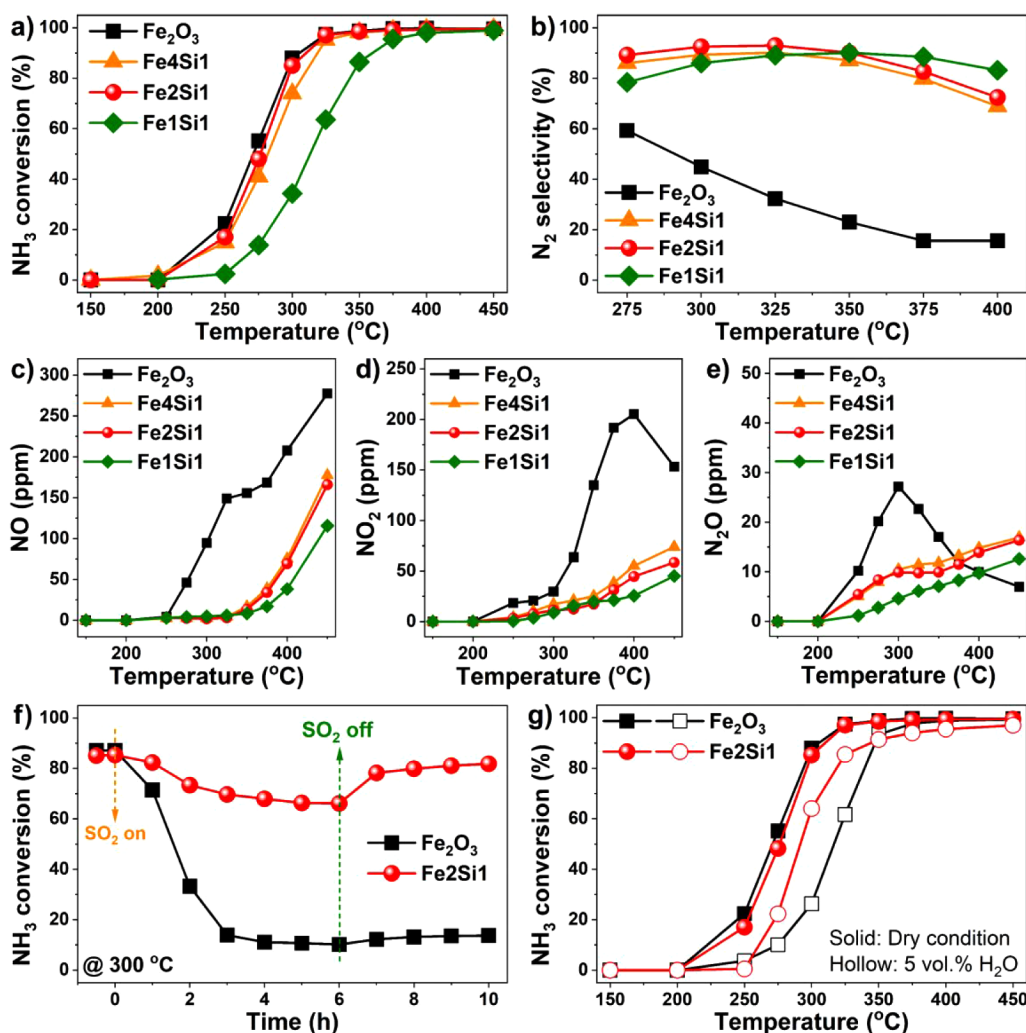 a)
NH₃ conversion (%)
100
80
60
40
20
0
Fe₂O₃
Fe4Si1
Fe2Si1
Fe1Si1
150 200 250 300 350 400 450
Temperature (°C)
b)
N₂ selectivity (%)
100
80
60
40
20
0
Fe₂O₃
Fe4Si1
Fe2Si1
Fe1Si1
275 300 325 350 375 400
Temperature (°C)
c)
NO (ppm)
300
250
200
150
100
50
0
Fe₂O₃
Fe4Si1
Fe2Si1
Fe1Si1
200 300 400
Temperature (°C)
d)
NO₂ (ppm)
250
200
150
100
50
0
Fe₂O₃
Fe4Si1
Fe2Si1
Fe1Si1
200 300 400
Temperature (°C)
e)
N₂O (ppm)
50
40
30
20
10
0
Fe₂O₃
Fe4Si1
Fe2Si1
Fe1Si1
200 300 400
Temperature (°C)
f)
NH₃ conversion (%)
100
80
60
40
20
0
SO₂ on
SO₂ off
Fe₂O₃
Fe2Si1
@ 300 °C
0 2 4 6 8 10
Time (h)
g)
NH₃ conversion (%)
100
80
60
40
20
0
Fe₂O₃
Fe2Si1
Solid: Dry condition
Hollow: 5 vol.% H₂O
150 200 250 300 350 400 450
Temperature (°C)